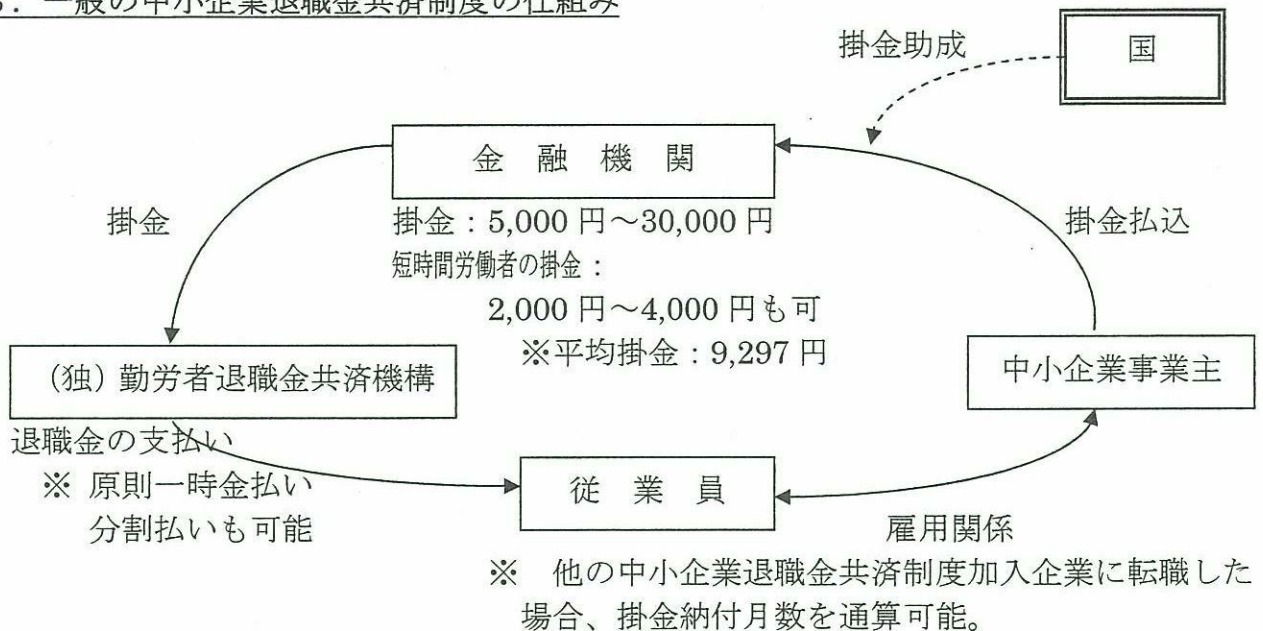 一般の中小企業退職金共済制度の仕組み
国
掛金助成
金融機関
掛金
掛金：5,000円～30,000円
掛金払込
短時間労働者の掛金：
2,000円～4,000円も可
※平均掛金：9,297円
（独）勤労者退職金共済機構
中小企業事業主
退職金の支払い
※ 原則一時金払い
分割払いも可能
従業員
雇用関係
※ 他の中小企業退職金共済制度加入企業に転職した
場合、掛金納付月数を通算可能。